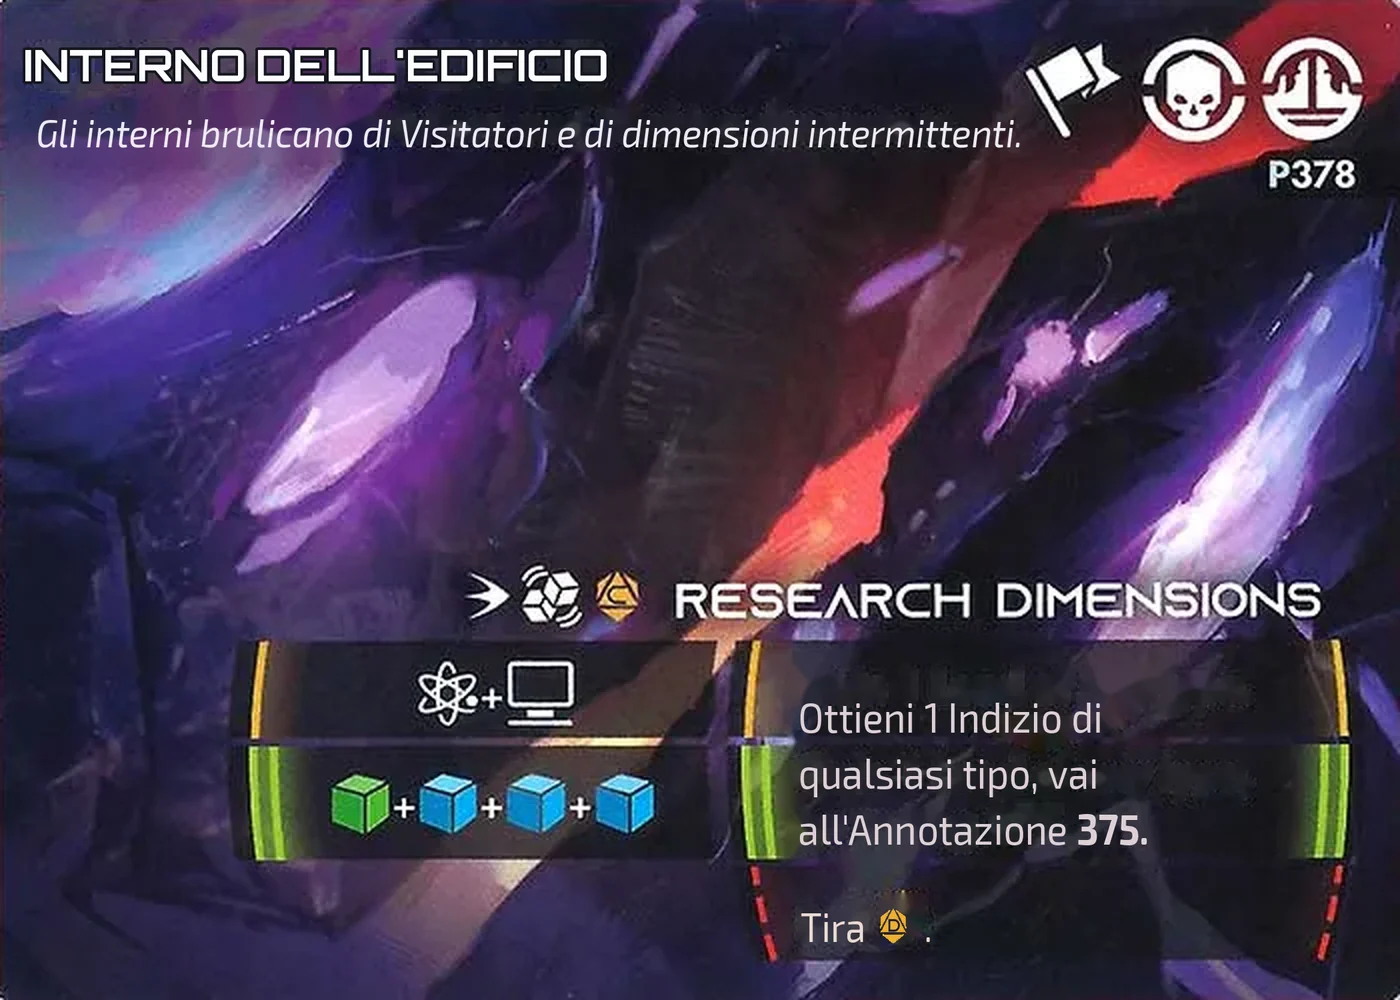 INTERNO DELL'EDIFICIO
Gli interni brulicano di Visitatori e di dimensioni intermittenti.
P378
C RESEARCH DIMENSIONS
+
Ottieni 1 Indizio di
qualsiasi tipo, vai
all'Annotazione 375.
+ + +
Tira D .